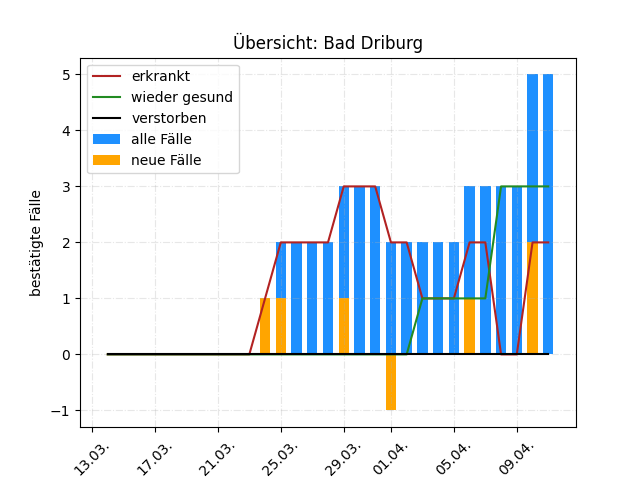 Übersicht: Bad Driburg
bestätigte Fälle
5
4
3
2
1
0
−1
erkrankt
wieder gesund
verstorben
alle Fälle
neue Fälle
13.03.
17.03.
21.03.
25.03.
29.03.
01.04.
05.04.
09.04.